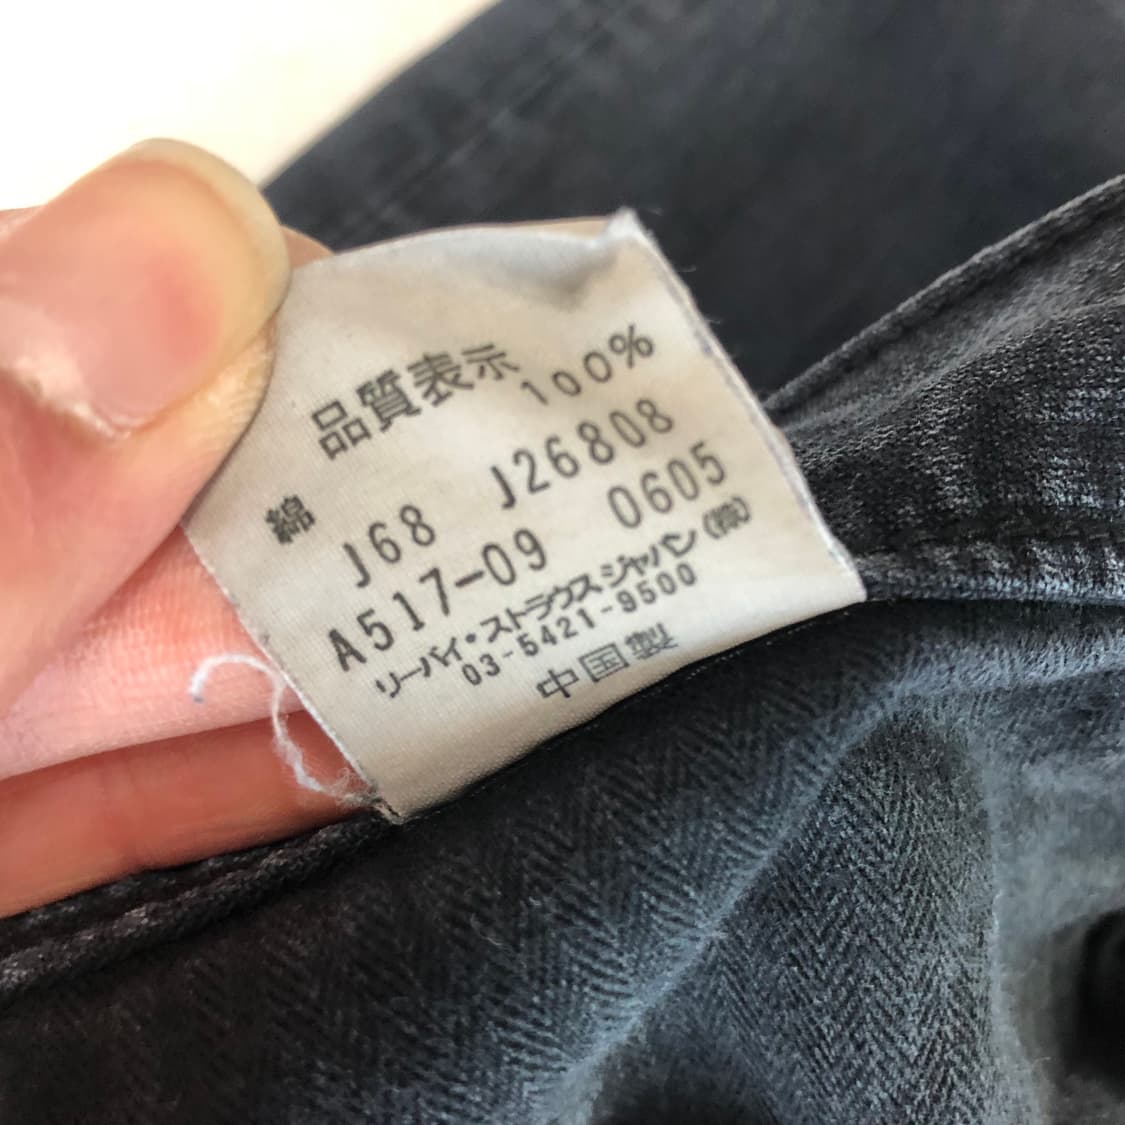 品質表示
綿 100%
J68 J26808
A517-09 0605
リーバイ・ストラウスジャパン(株)
03-5421-9500
中国製